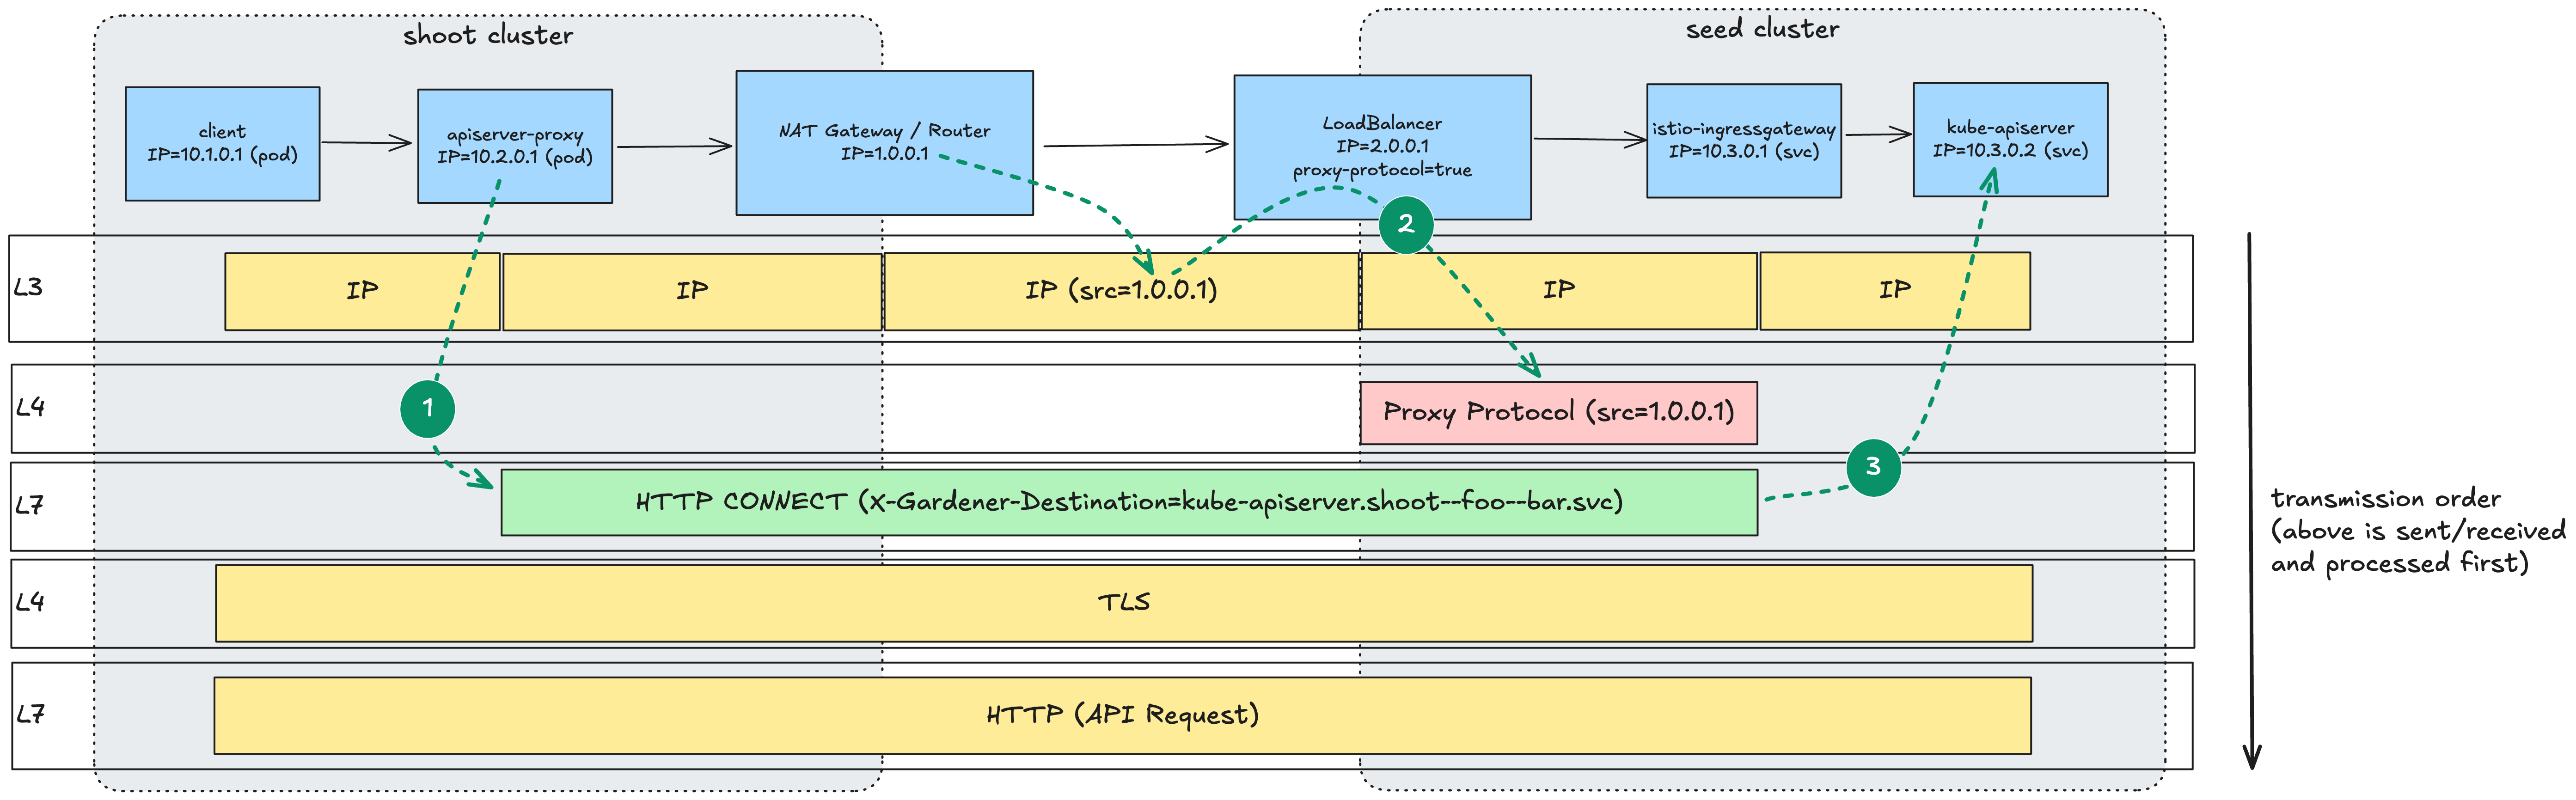 shoot cluster
seed cluster
client
IP=10.1.0.1 (pod)
apiserver-proxy
IP=10.2.0.1 (pod)
NAT Gateway / Router
IP=1.0.0.1
LoadBalancer
IP=2.0.0.1
proxy-protocol=true
istio-ingressgateway
IP=10.3.0.1 (svc)
kube-apiserver
IP=10.3.0.2 (svc)
2
L3
IP
IP
IP (src=1.0.0.1)
IP
IP
L4
1
Proxy Protocol (src=1.0.0.1)
3
L7
HTTP CONNECT (X-Gardener-Destination=kube-apiserver.shoot--foo--bar.svc)
transmission order
(above is sent/received
and processed first)
L4
TLS
L7
HTTP (API Request)